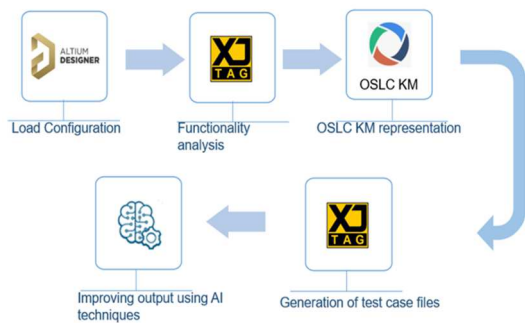 ALTIUM
DESIGNER
Load Configuration
XJ
TAG
Functionality
analysis
OSLC KM
OSLC KM representation
Improving output using AI
techniques
XJ
TAG
Generation of test case files